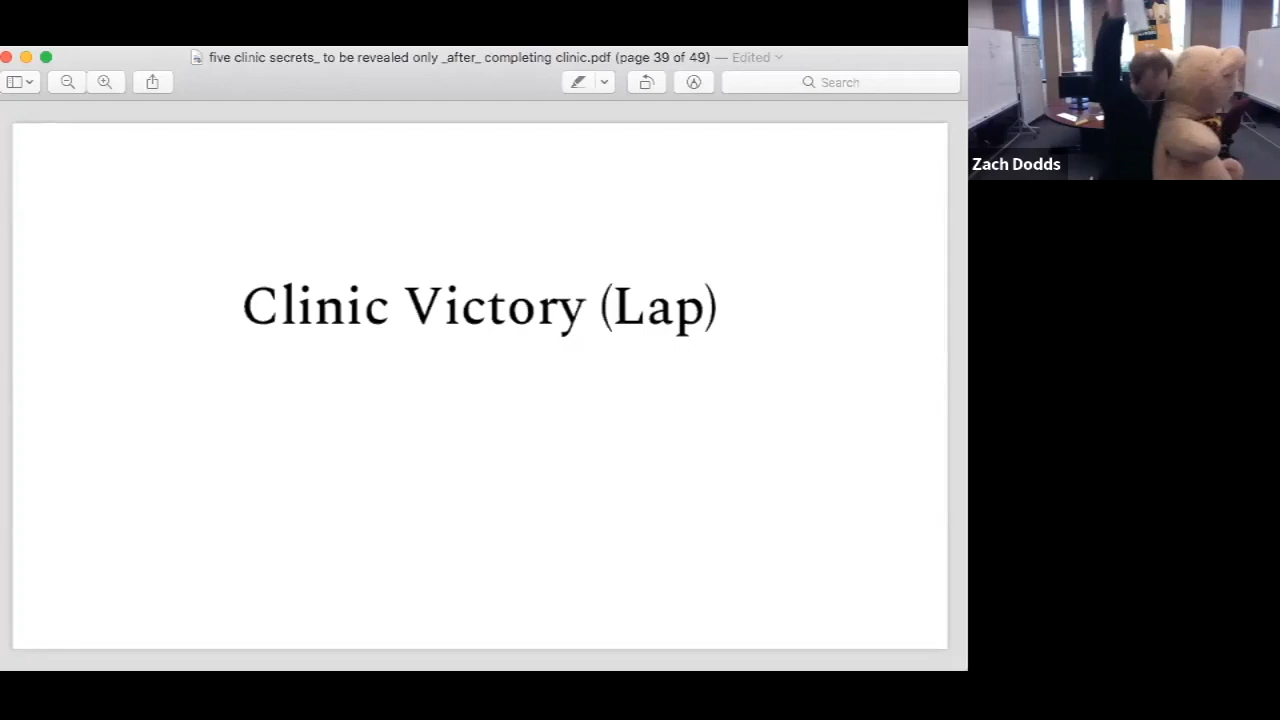 five clinic secrets_ to be revealed only _after_ completing clinic.pdf (page 39 of 49) — Edited
Search
Clinic Victory (Lap)
Zach Dodds